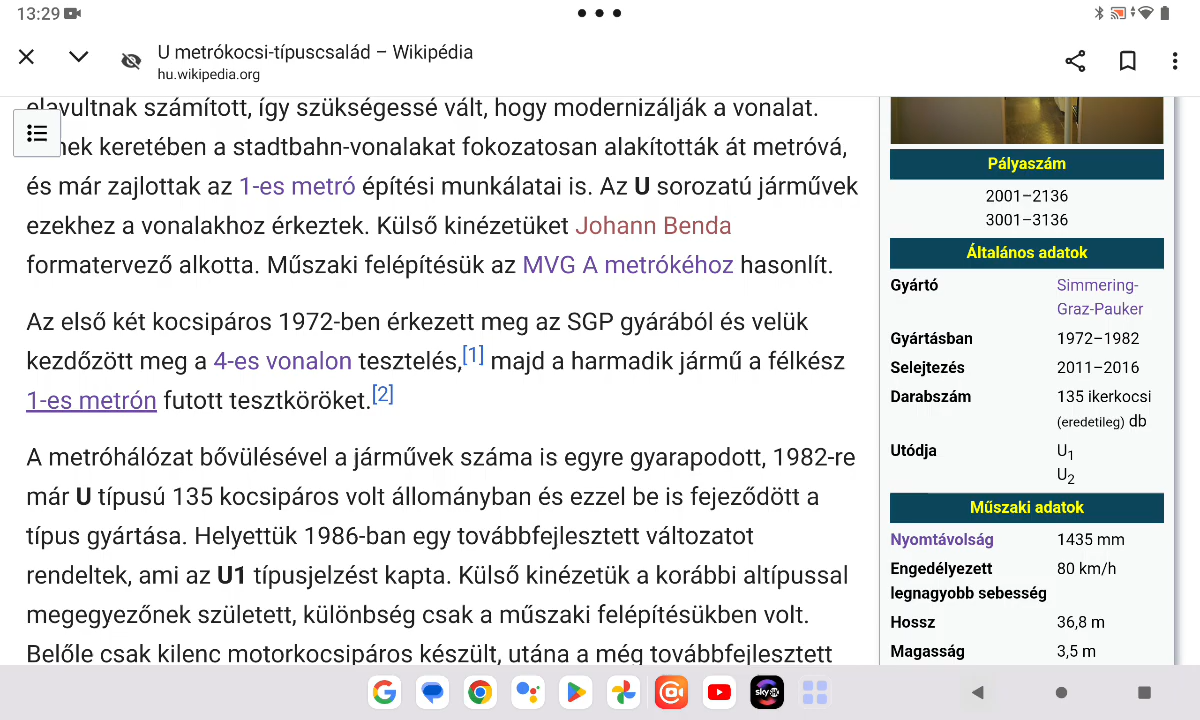 13:29
U metrókocsi-típuscsalád – Wikipédia
hu.wikipedia.org
elavultnak számított, így szükségessé vált, hogy modernizálják a vonalat.
keretében a stadtbahn-vonalakat fokozatosan alakították át metróvá,
és már zajlottak az 1-es metró építési munkálatai is. Az U sorozatú járművek
ezekhez a vonalakhoz érkeztek. Külső kinézetüket Johann Benda
formatervező alkotta. Műszaki felépítésük az MVG A metrókéhoz hasonlít.
Az első két kocsipáros 1972-ben érkezett meg az SGP gyárából és velük
kezdőzött meg a 4-es vonalon tesztelés,[1] majd a harmadik jármű a félkész
1-es metrón futott tesztköröket.[2]
A metróhálózat bővülésével a járművek száma is egyre gyarapodott, 1982-re
már U típusú 135 kocsipáros volt állományban és ezzel be is fejeződött a
típus gyártása. Helyettük 1986-ban egy továbbfejlesztett változatot
rendeltek, ami az U1 típusjelzést kapta. Külső kinézetük a korábbi altípussal
megegyezőnek született, különbség csak a műszaki felépítésükben volt.
Belőle csak kilenc motorkocsipáros készült, utána a még továbbfejlesztett
Pályaszám
2001–2136
3001–3136
Általános adatok
Gyártó Simmering-
Graz-Pauker
Gyártásban 1972–1982
Selejtezés 2011–2016
Darabszám 135 ikerkocsi
(eredetileg) db
Utódja U1
U2
Műszaki adatok
Nyomtávolság 1435 mm
Engedélyezett 80 km/h
legnagyobb sebesség
Hossz 36,8 m
Magasság 3,5 m